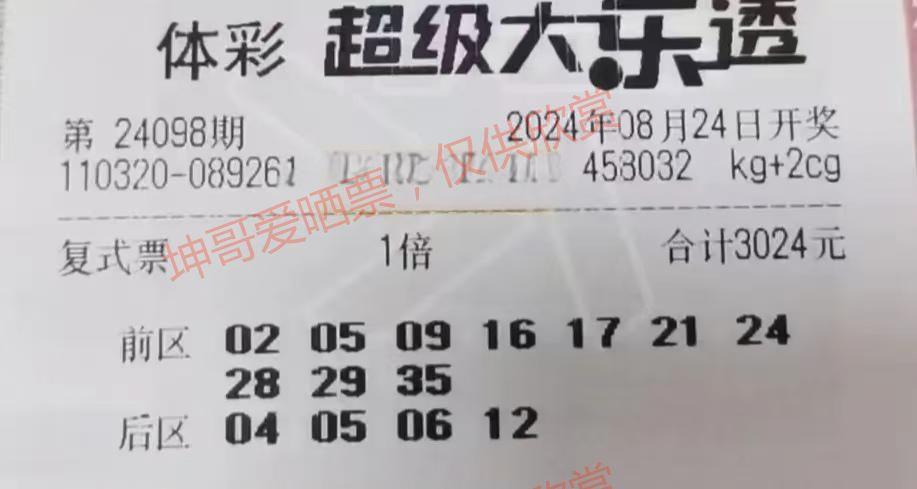 体彩 超级大乐透
第 24098期 2024年08月24日开奖
110320-089261 458032 kg+2cg
坤哥爱晒票，仅供欣赏
复式票 1倍 合计3024元
前区 02 05 09 16 17 21 24
28 29 35
后区 04 05 06 12
供欣赏